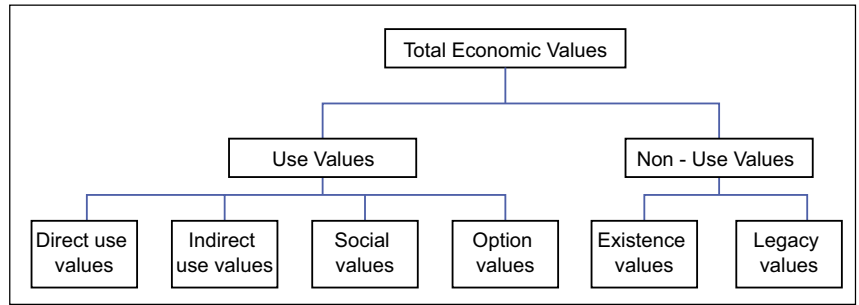 Total Economic Values
Use Values
Non - Use Values
Direct use
values
Indirect
use values
Social
values
Option
values
Existence
values
Legacy
values